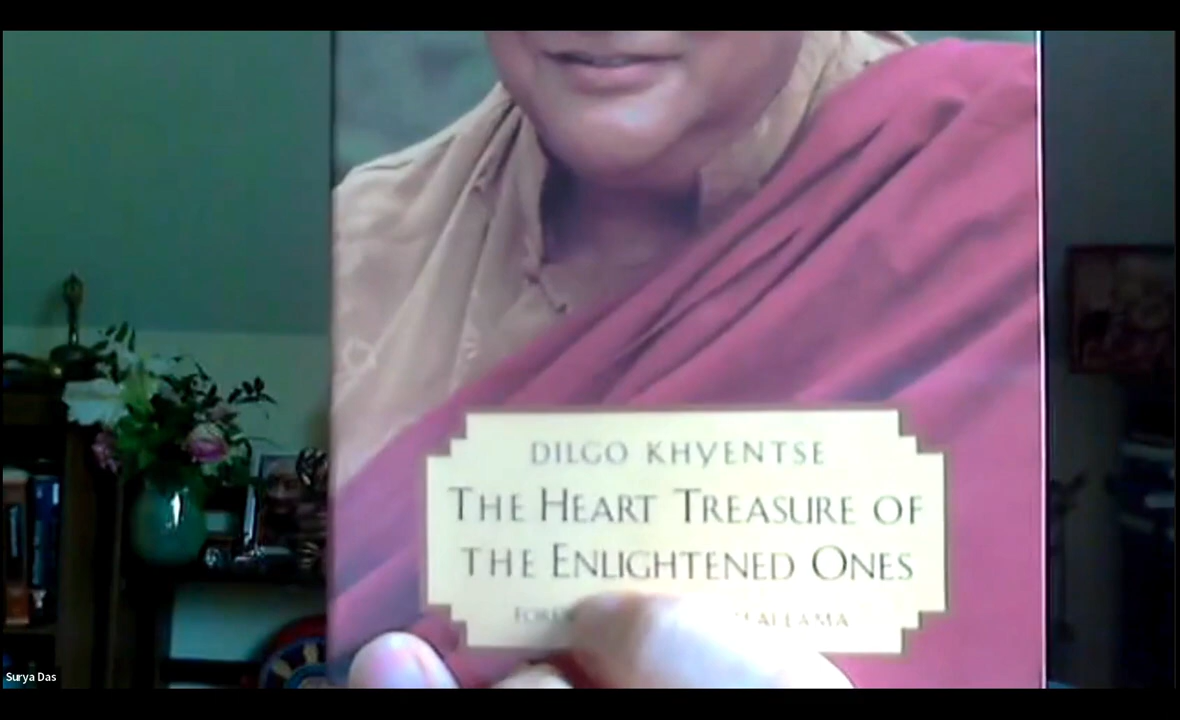 DILGO KHYENTSE
THE HEART TREASURE OF
THE ENLIGHTENED ONES
Surya Das